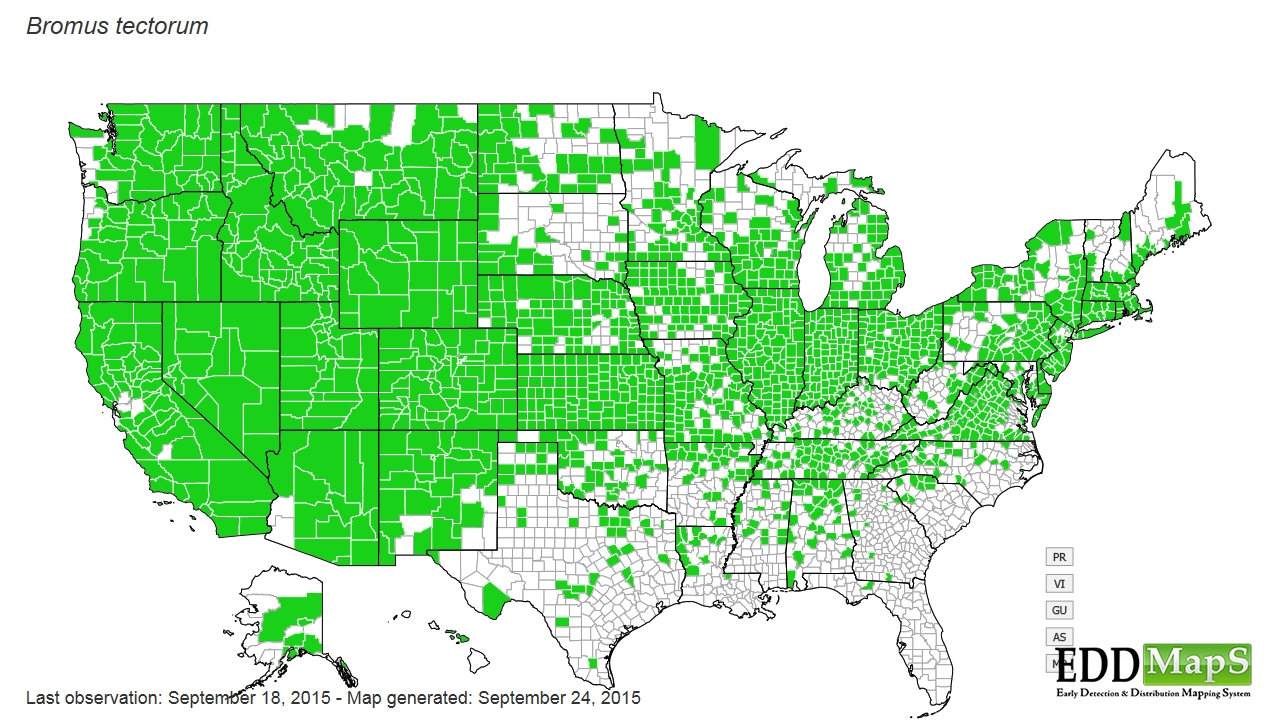 Bromus tectorum
PR
VI
GU
AS
EDDMapS
Early Detection & Distribution Mapping System
Last observation: September 18, 2015 - Map generated: September 24, 2015